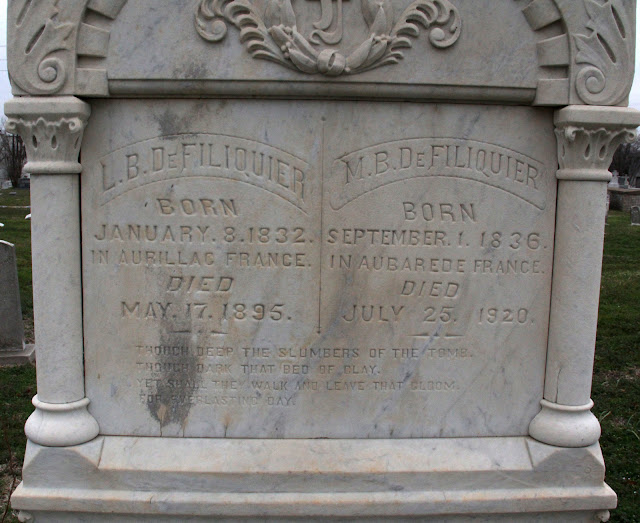 L.B. DEFILIQUIER
BORN
JANUARY. 8. 1832.
IN AURILLAC FRANCE.
DIED
MAY. 17. 1895.
M.B. DEFILIQUIER
BORN
SEPTEMBER. 1. 1836.
IN AUBAREDE FRANCE.
DIED
JULY 25. 1920.
THOUGH DEEP THE SLUMBERS OF THE TOMB.
THOUGH DARK THAT BED OF CLAY.
YET SHALL THE WALK AND LEAVE THAT GLOOM.
FOR EVERLASTING DAY.